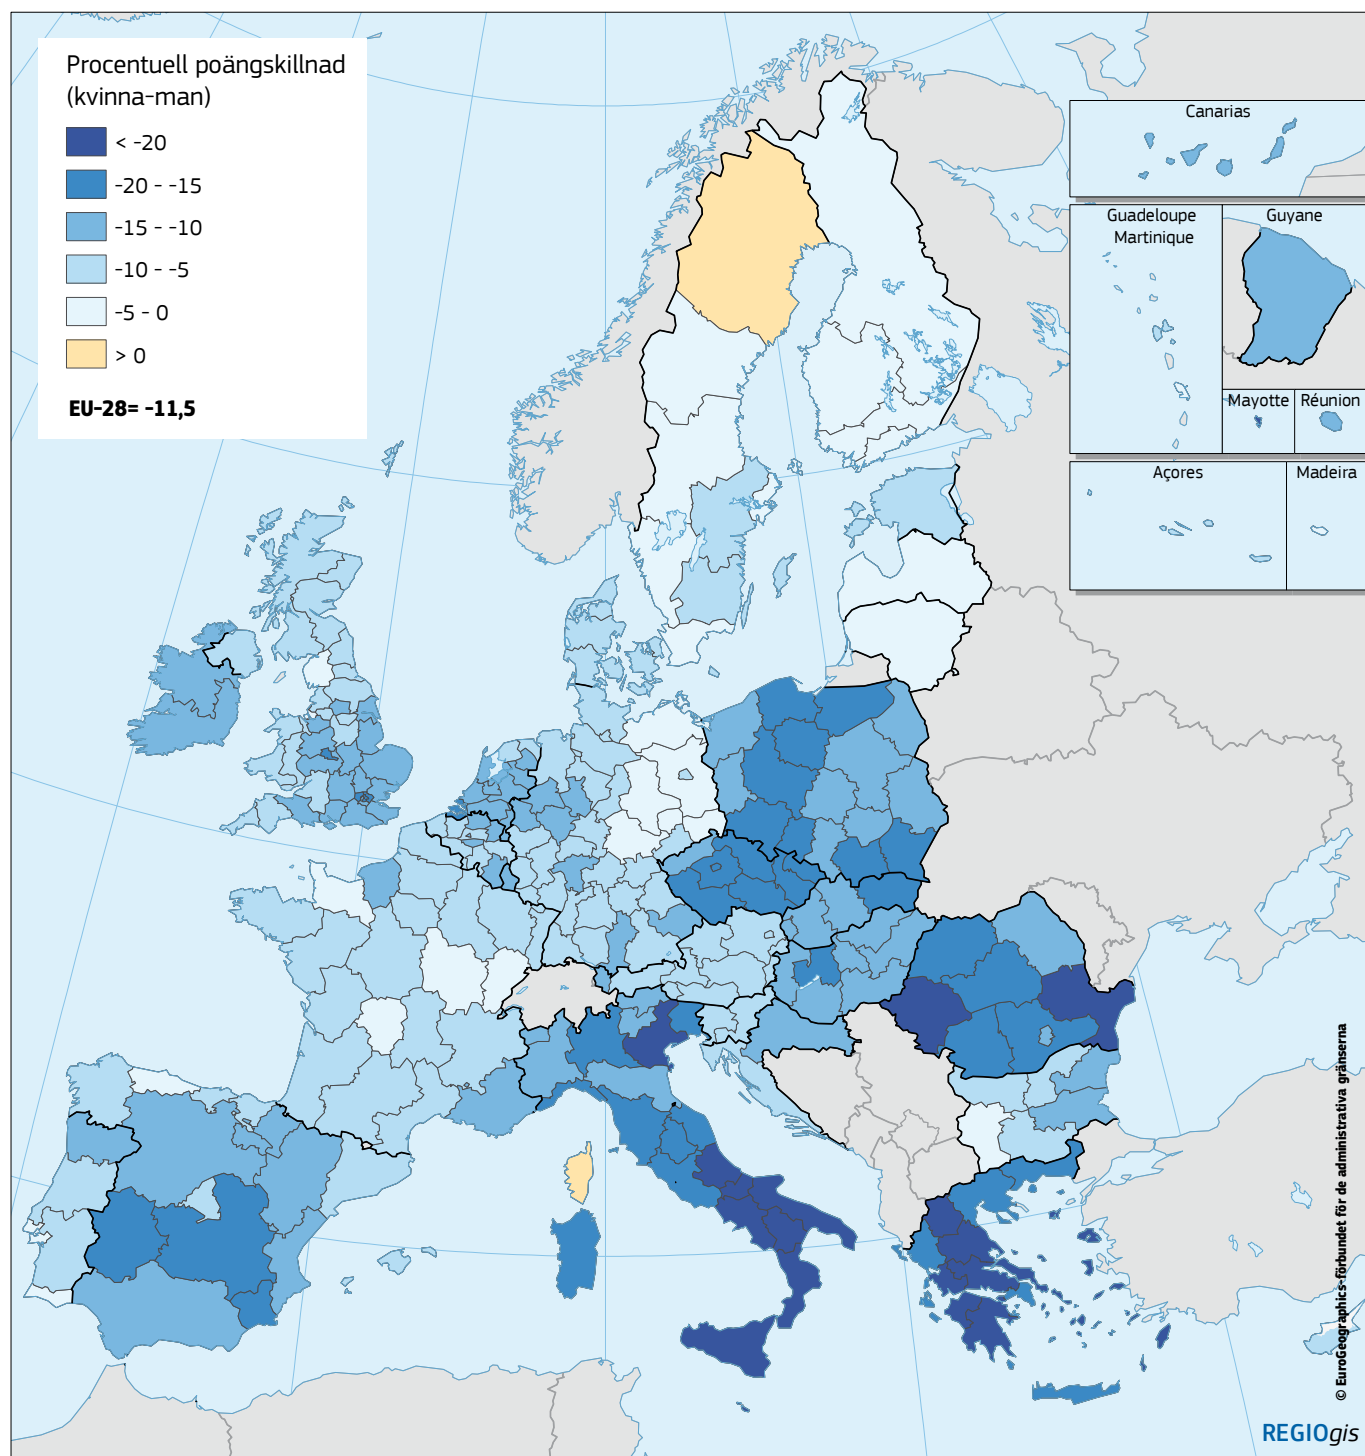 Procentuell poängskillnad
(kvinna-man)
< -20
-20 - -15
-15 - -10
-10 - -5
-5 - 0
> 0
EU-28= -11,5
Canarias
Guadeloupe
Martinique
Guyane
Mayotte
Réunion
Açores
Madeira
© EuroGeographics-förbundet för de administrativa gränserna
REGIOgis